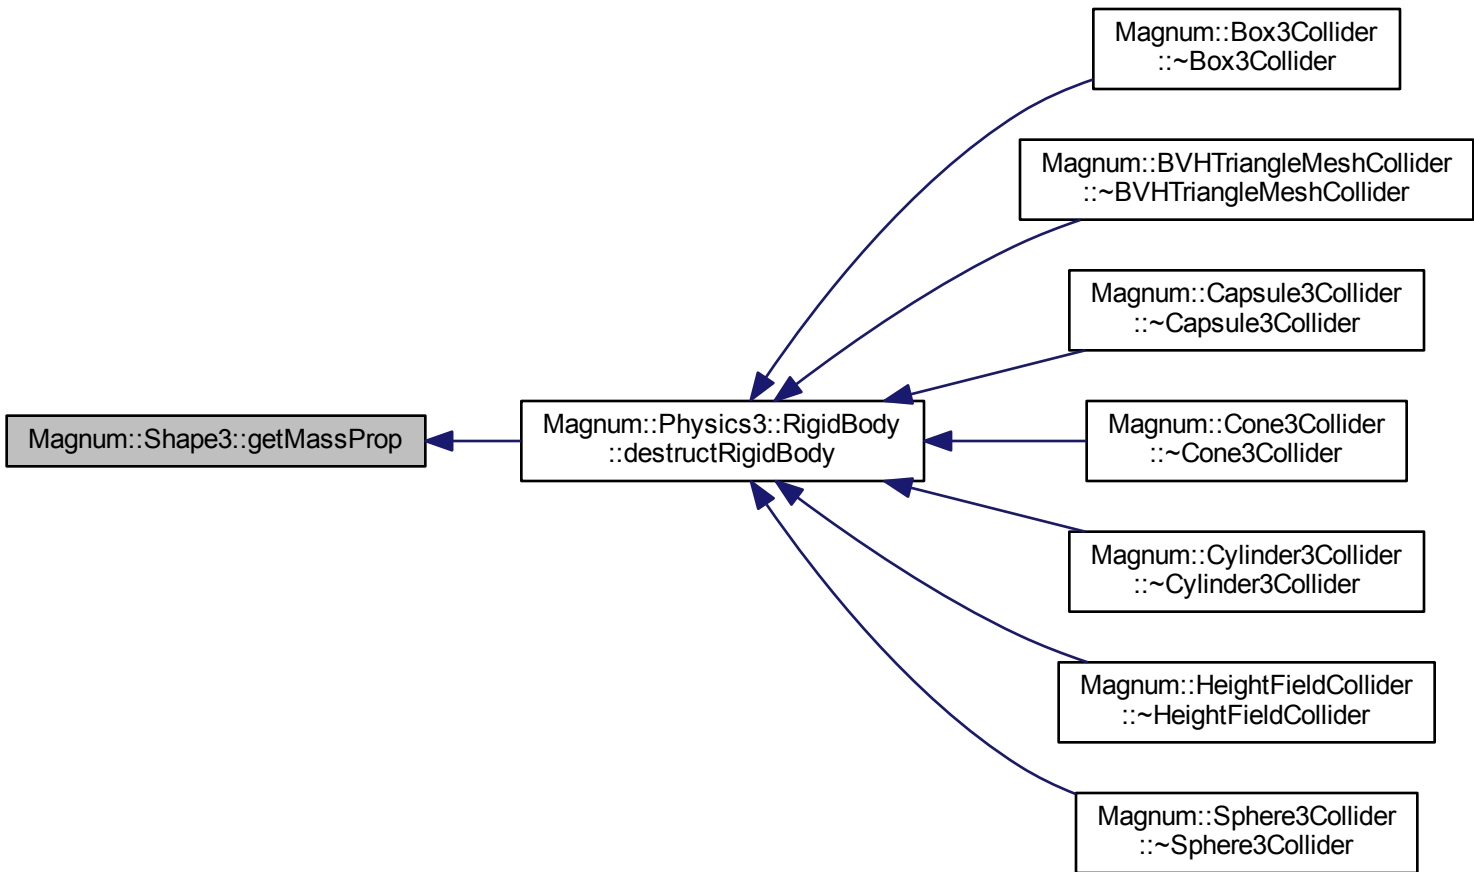 Magnum::Shape3::getMassProp
Magnum::Physics3::RigidBody
::destructRigidBody
Magnum::Box3Collider
::~Box3Collider
Magnum::BVHTriangleMeshCollider
::~BVHTriangleMeshCollider
Magnum::Capsule3Collider
::~Capsule3Collider
Magnum::Cone3Collider
::~Cone3Collider
Magnum::Cylinder3Collider
::~Cylinder3Collider
Magnum::HeightFieldCollider
::~HeightFieldCollider
Magnum::Sphere3Collider
::~Sphere3Collider